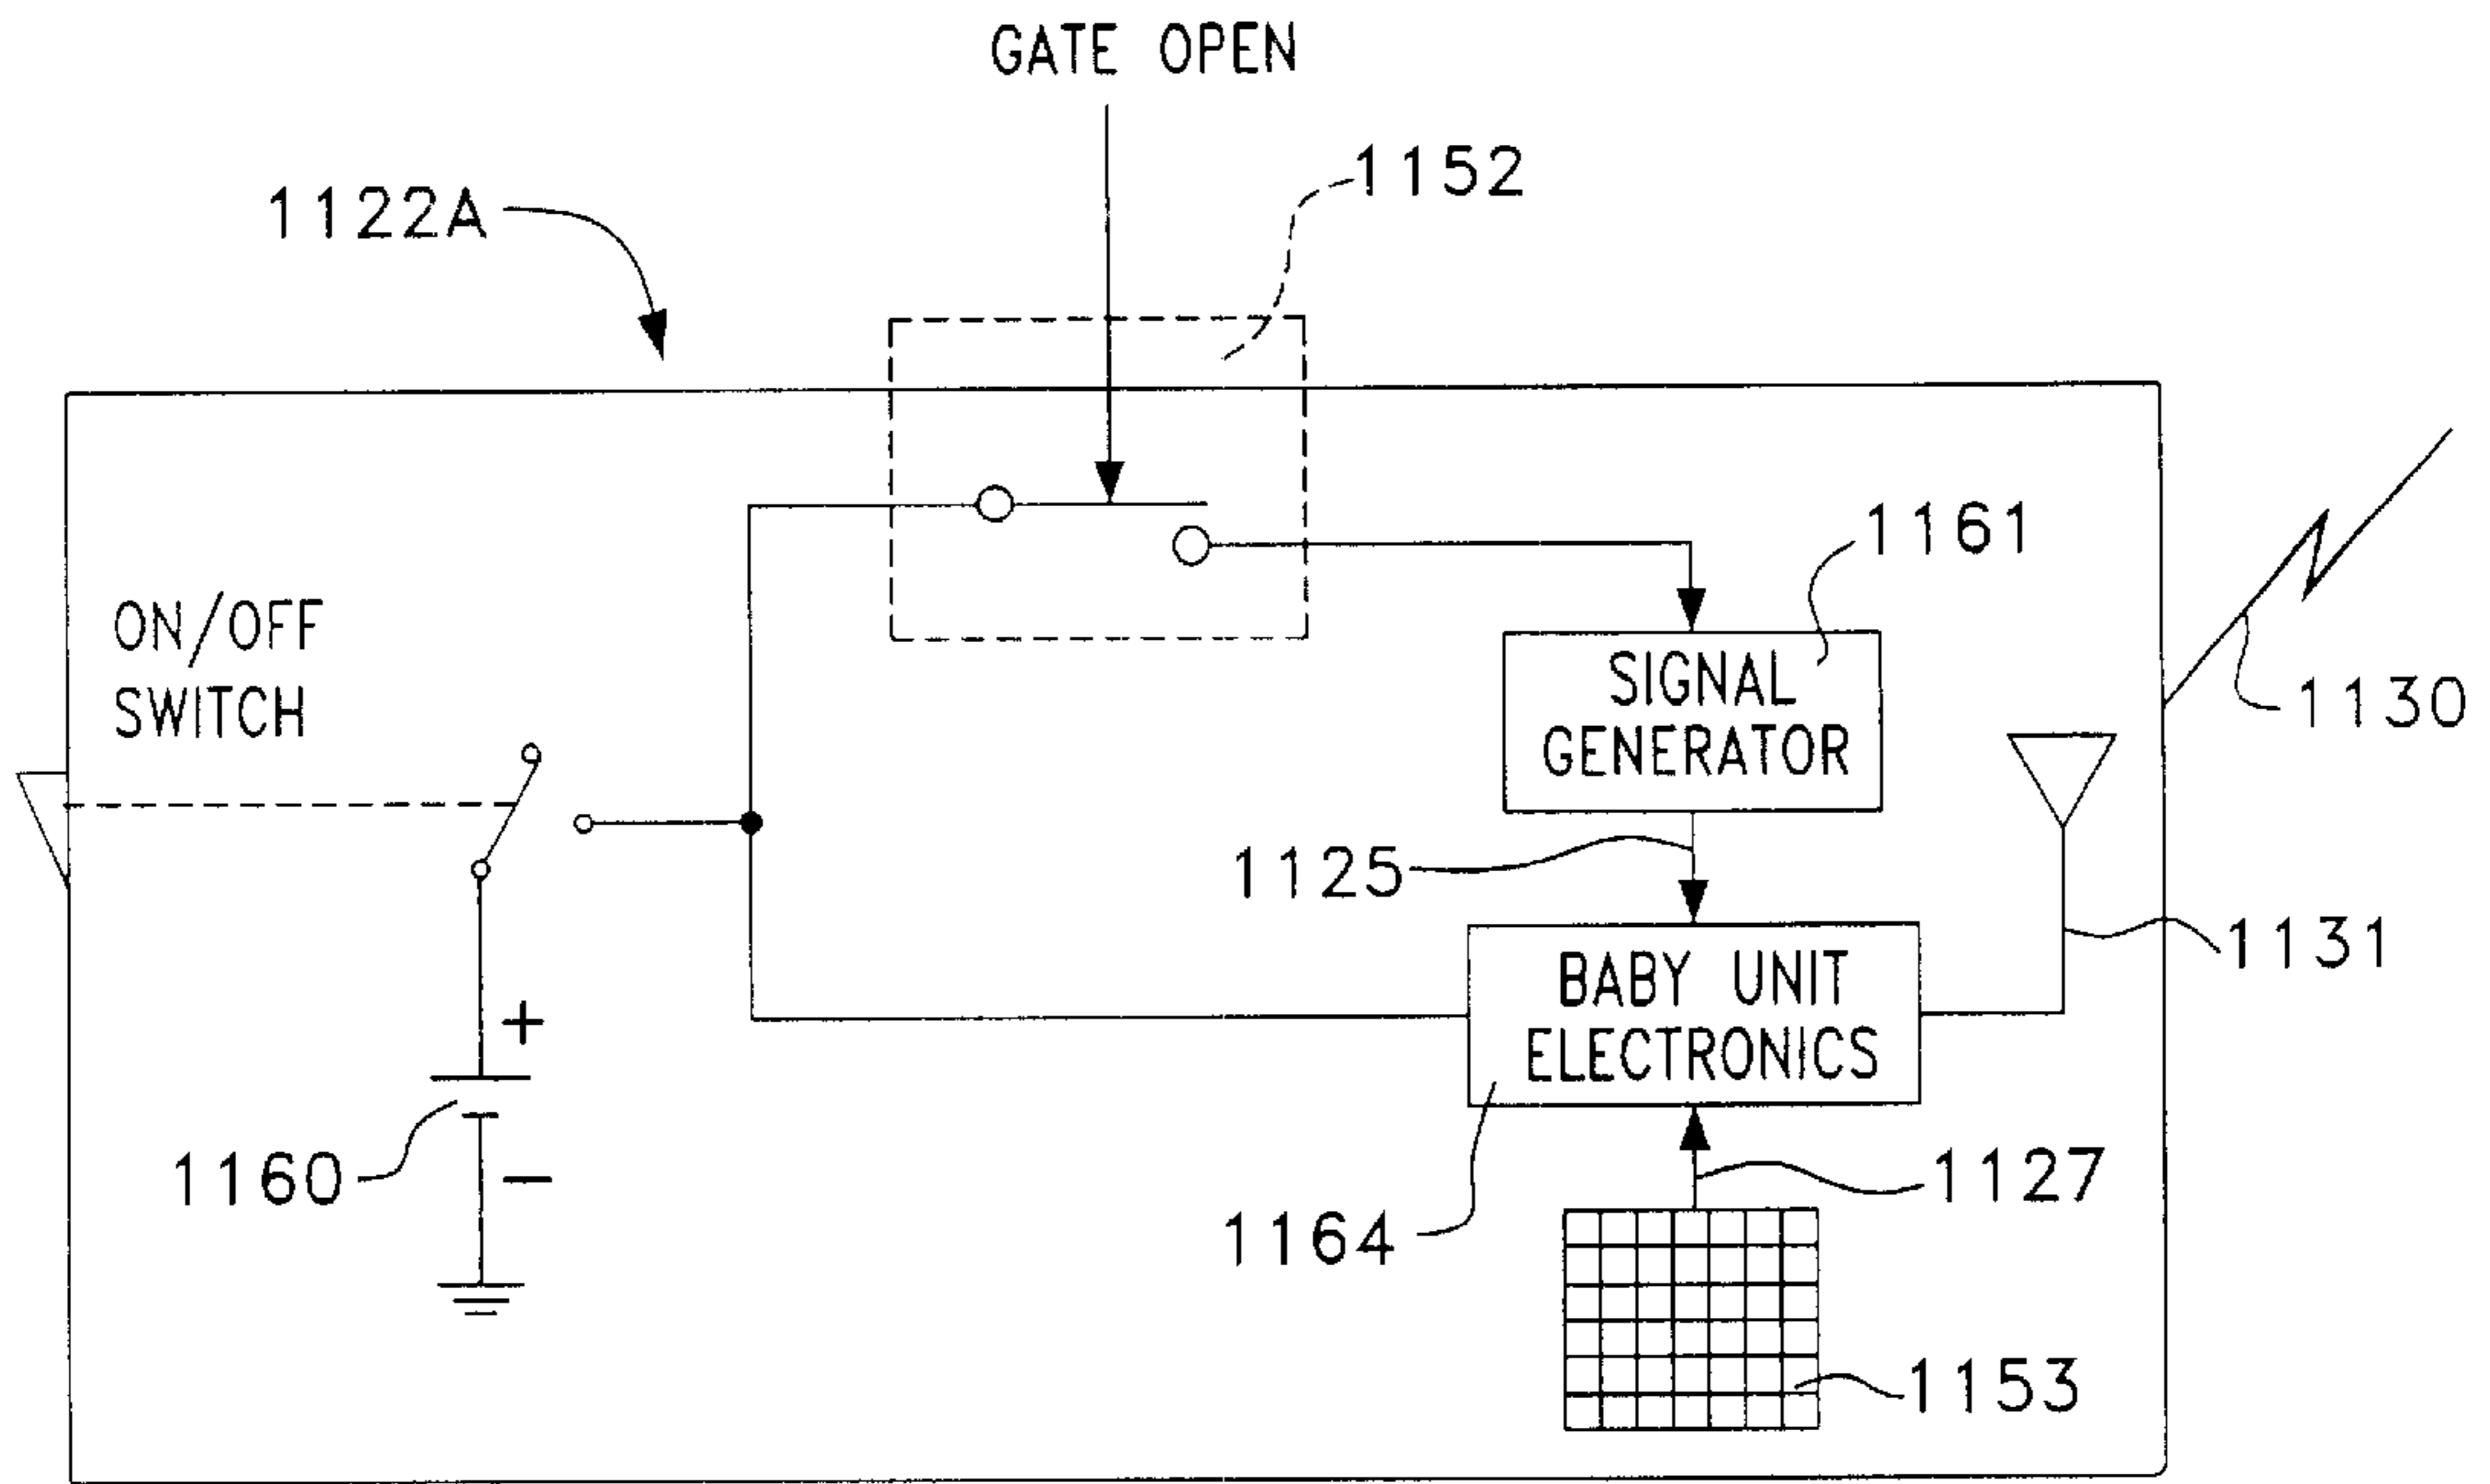 GATE OPEN
1152
1122A
1161
ON/OFF
SWITCH
SIGNAL
GENERATOR
1130
1125
1131
BABY UNIT
ELECTRONICS
+
1160
−
1127
1164
1153